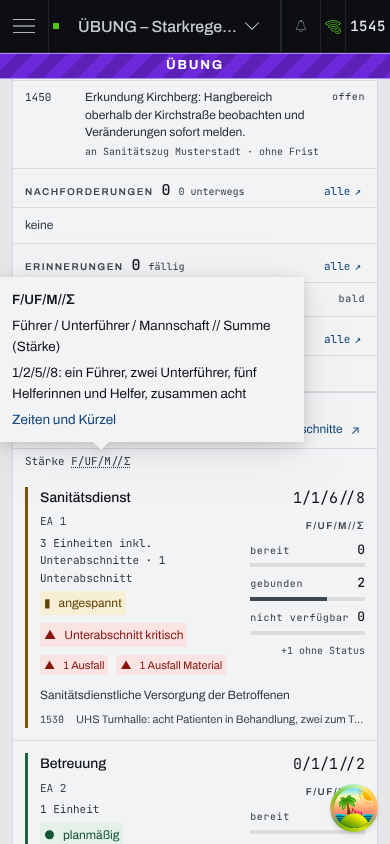 ÜBUNG – Starkrege...
1545
ÜBUNG
1450 Erkundung Kirchberg: Hangbereich offen
oberhalb der Kirchstraße beobachten und
Veränderungen sofort melden.
an Sanitätszug Musterstadt · ohne Frist
NACHFORDERUNGEN 0 0 unterwegs alle ↗
keine
ERINNERUNGEN 0 fällig alle ↗
bald
alle ↗
F/UF/M//Σ
Führer / Unterführer / Mannschaft // Summe
(Stärke)
1/2/5//8: ein Führer, zwei Unterführer, fünf
Helferinnen und Helfer, zusammen acht
Zeiten und Kürzel
schnitte ↗
Stärke F/UF/M//Σ
Sanitätsdienst 1/1/6//8
EA 1 F/UF/M//Σ
3 Einheiten inkl.
Unterabschnitte · 1
Unterabschnitt
bereit 0
gebunden 2
nicht verfügbar 0
+1 ohne Status
angespannt
Unterabschnitt kritisch
1 Ausfall 1 Ausfall Material
Sanitätsdienstliche Versorgung der Betroffenen
1530 UHS Turnhalle: acht Patienten in Behandlung, zwei zum T...
Betreuung 0/1/1//2
EA 2 F/UF/
1 Einheit
bereit
planmäßig